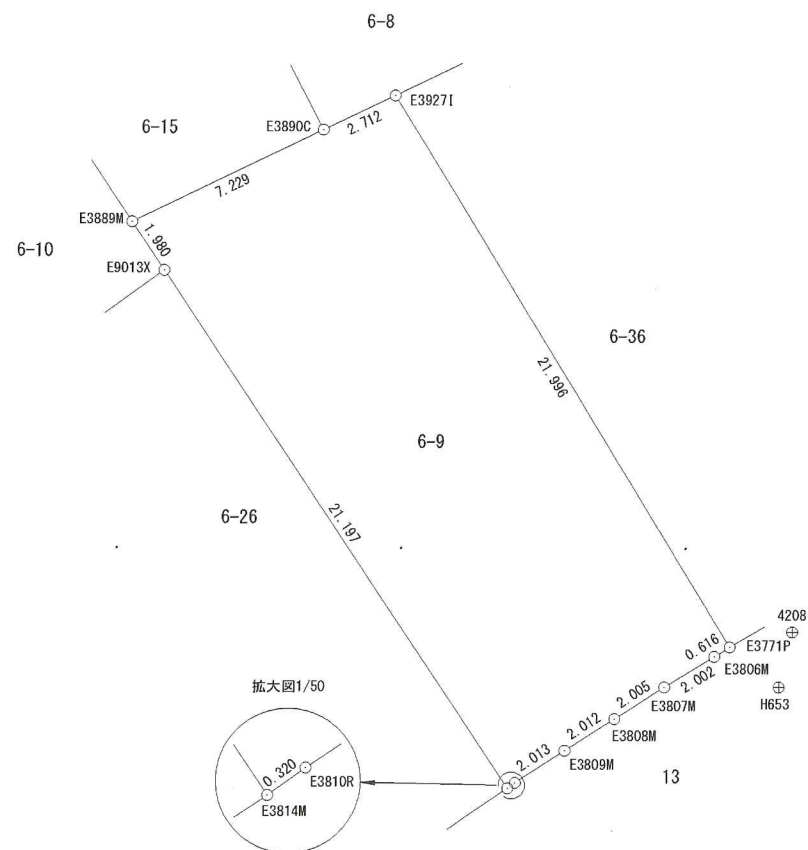 6-8
E3927I
E3890C
2.712
6-15
7.229
E3889M
1.980
6-10
E9013X
6-36
21.996
6-9
21.197
6-26
4208
E3771P
0.616
E3806M
2.002
H653
2.005
E3807M
拡大図1/50
2.012
E3808M
2.013
E3809M
13
0.320
E3810R
E3814M